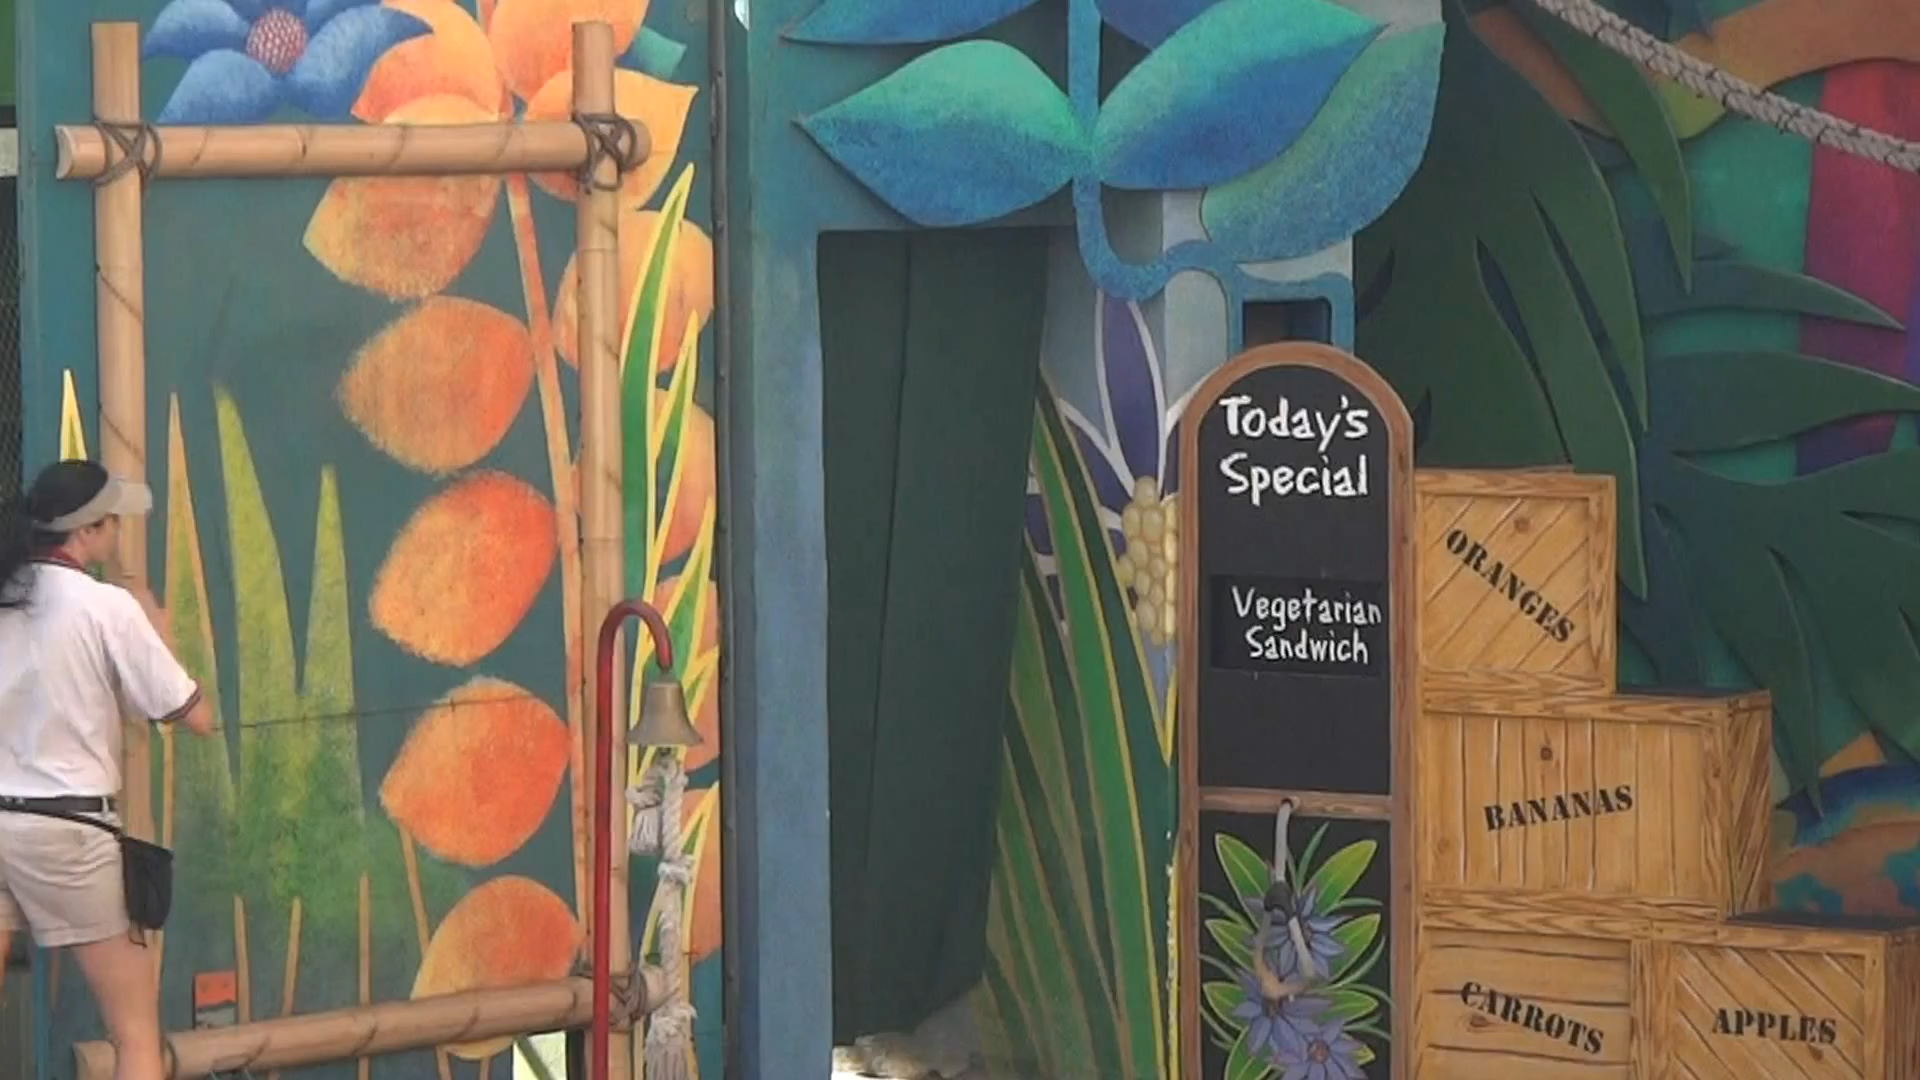 Today's
Special
Vegetarian
Sandwich
ORANGES
BANANAS
CARROTS
APPLES